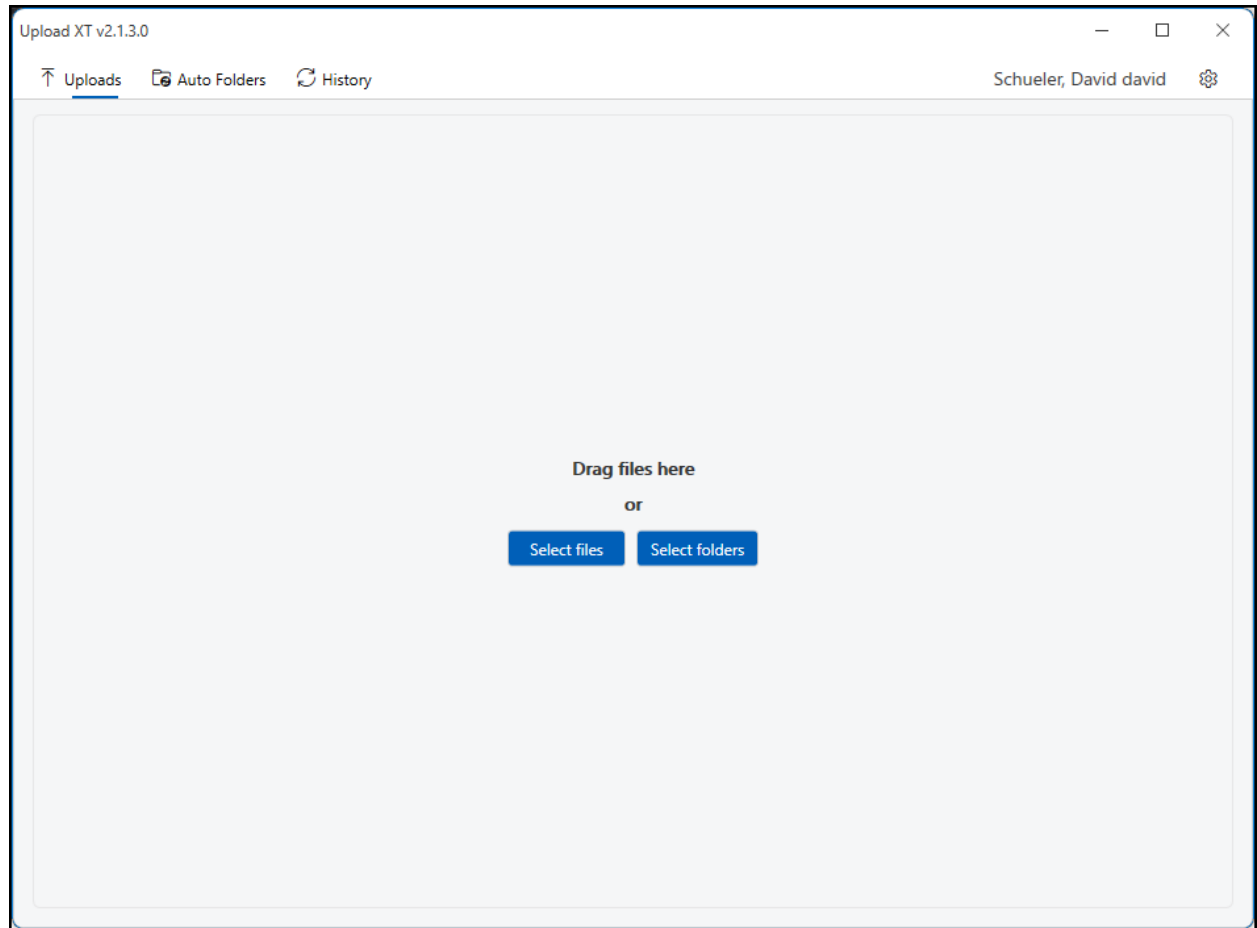 Upload XT v2.1.3.0
Uploads Auto Folders History Schueler, David david
Drag files here
or
Select files Select folders